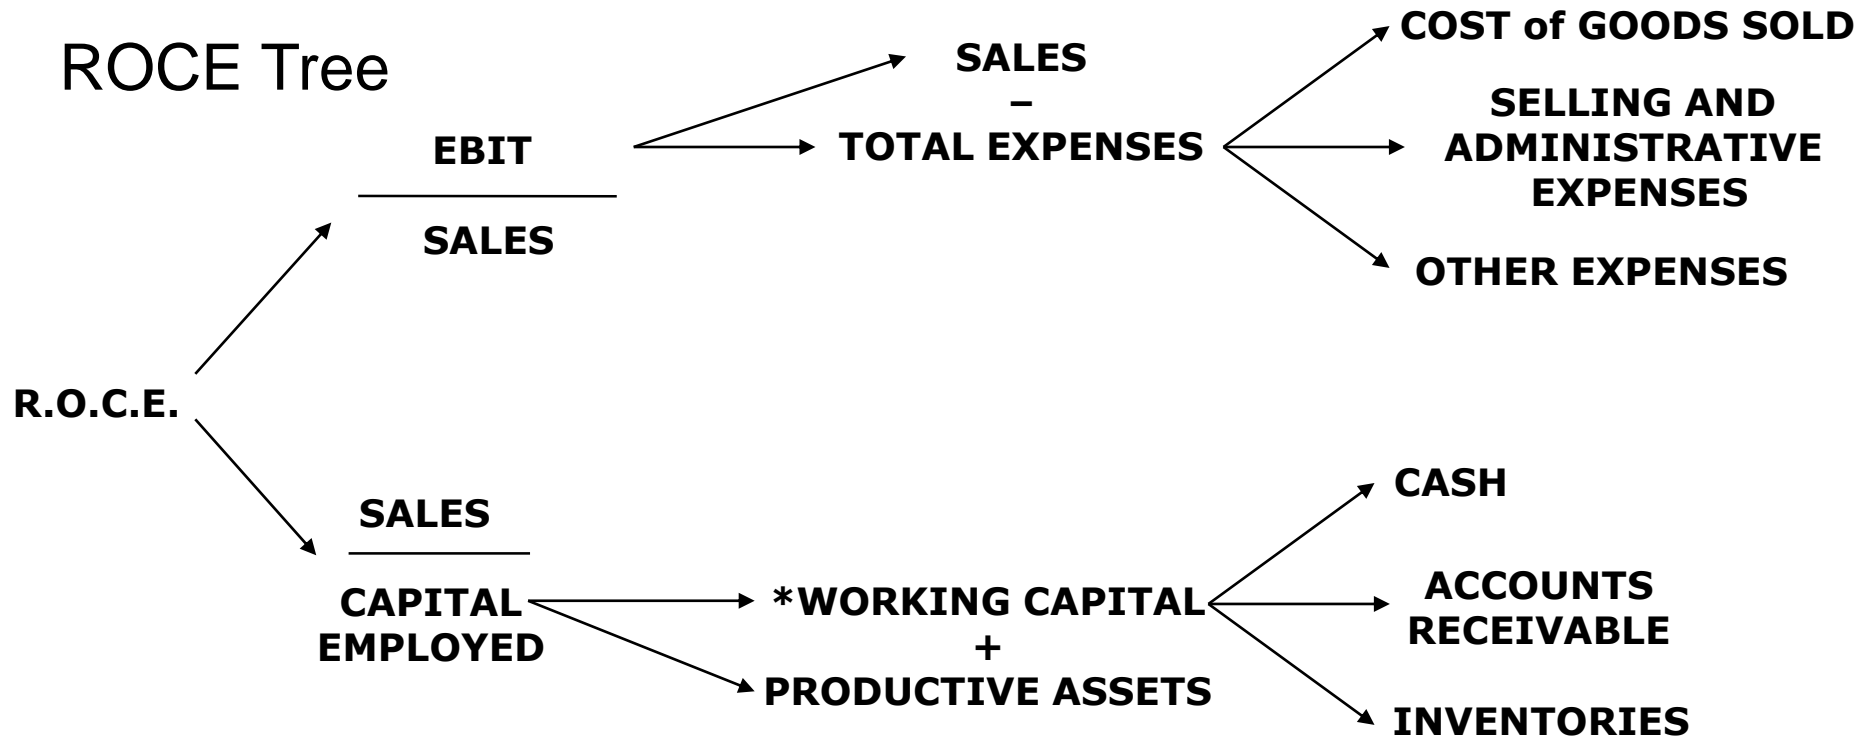 ROCE Tree
EBIT
SALES
SALES
–
TOTAL EXPENSES
COST of GOODS SOLD
SELLING AND
ADMINISTRATIVE
EXPENSES
OTHER EXPENSES
R.O.C.E.
SALES
CAPITAL
EMPLOYED
*WORKING CAPITAL
+
PRODUCTIVE ASSETS
CASH
ACCOUNTS
RECEIVABLE
INVENTORIES